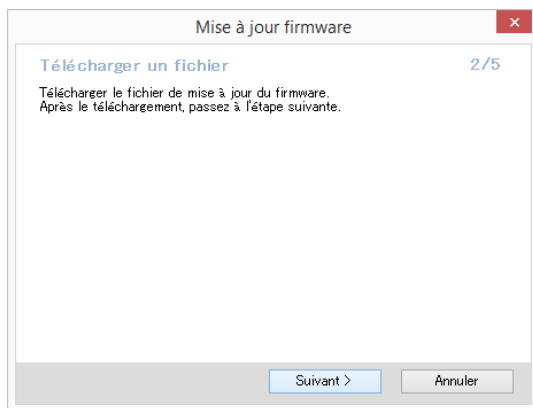 Mise à jour firmware
Télécharger un fichier 2/5
Télécharger le fichier de mise à jour du firmware.
Après le téléchargement, passez à l'étape suivante.
Suivant > Annuler